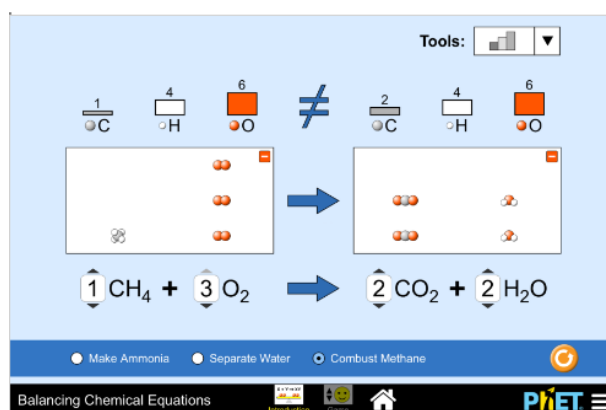 Tools:
1 4 6 ≠ 2 4 6
C H O C H O
1 CH₄ + 3 O₂ 2 CO₂ + 2 H₂O
Make Ammonia Separate Water Combust Methane
Balancing Chemical Equations Introduction Game PhET